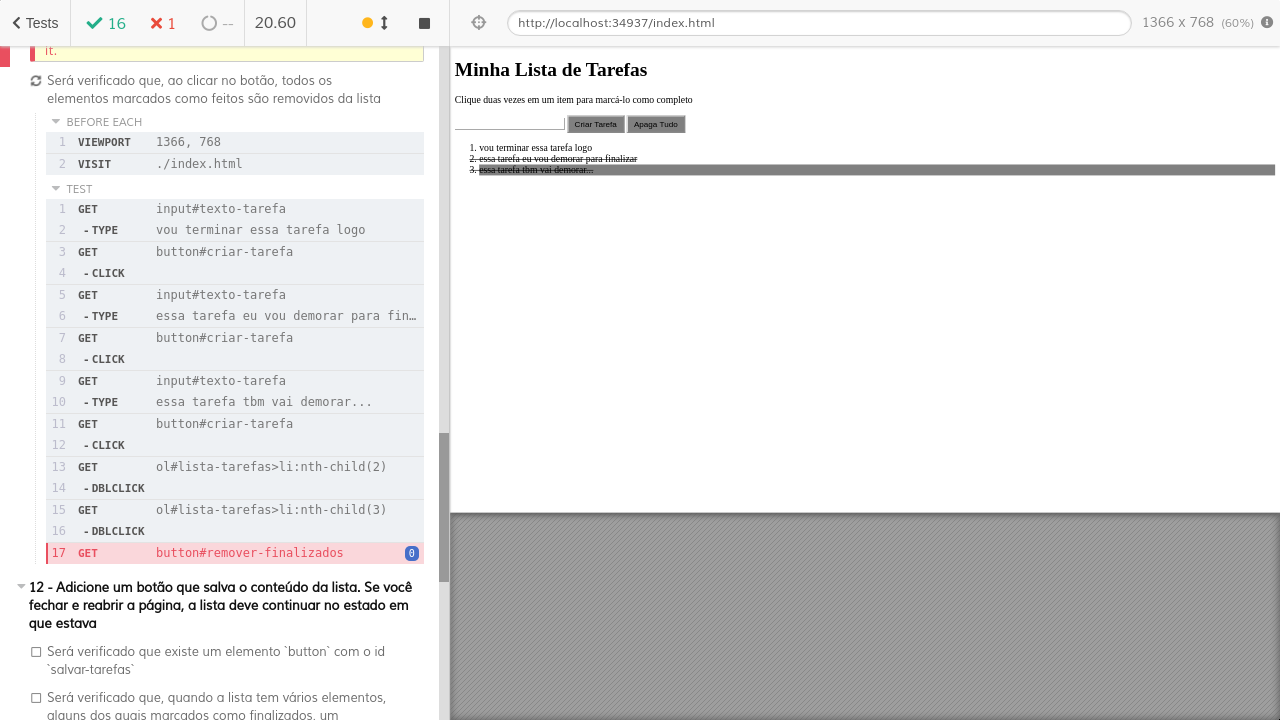 Tests 16 1 -- 20.60
http://localhost:34937/index.html 1366 x 768 (60%)
it.
Será verificado que, ao clicar no botão, todos os
elementos marcados como feitos são removidos da lista
BEFORE EACH
1 VIEWPORT 1366, 768
2 VISIT ./index.html
TEST
1 GET input#texto-tarefa
2 -TYPE vou terminar essa tarefa logo
3 GET button#criar-tarefa
4 -CLICK
5 GET input#texto-tarefa
6 -TYPE essa tarefa eu vou demorar para fin…
7 GET button#criar-tarefa
8 -CLICK
9 GET input#texto-tarefa
10 -TYPE essa tarefa tbm vai demorar...
11 GET button#criar-tarefa
12 -CLICK
13 GET ol#lista-tarefas>li:nth-child(2)
14 -DBLCLICK
15 GET ol#lista-tarefas>li:nth-child(3)
16 -DBLCLICK
17 GET button#remover-finalizados 0
12 - Adicione um botão que salva o conteúdo da lista. Se você
fechar e reabrir a página, a lista deve continuar no estado em
que estava
Será verificado que existe um elemento `button` com o id
`salvar-tarefas`
Será verificado que, quando a lista tem vários elementos,
alguns dos quais marcados como finalizados, um
Minha Lista de Tarefas
Clique duas vezes em um item para marcá-lo como completo
Criar Tarefa Apaga Tudo
1. vou terminar essa tarefa logo
2. essa tarefa eu vou demorar para finalizar
3. essa tarefa tbm vai demorar...